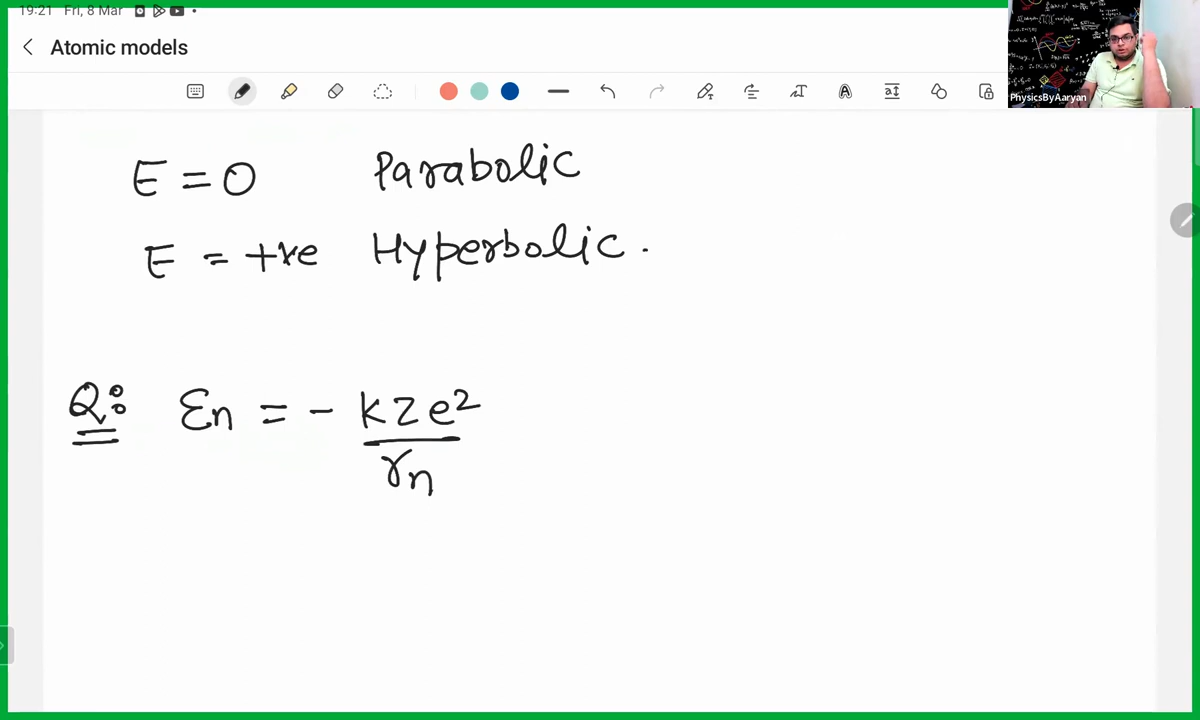 19:21 Fri, 8 Mar
Atomic models
PhysicsByAaryan
E = 0 Parabolic
E = +ve Hyperbolic.
Q: En = - kze²
rn